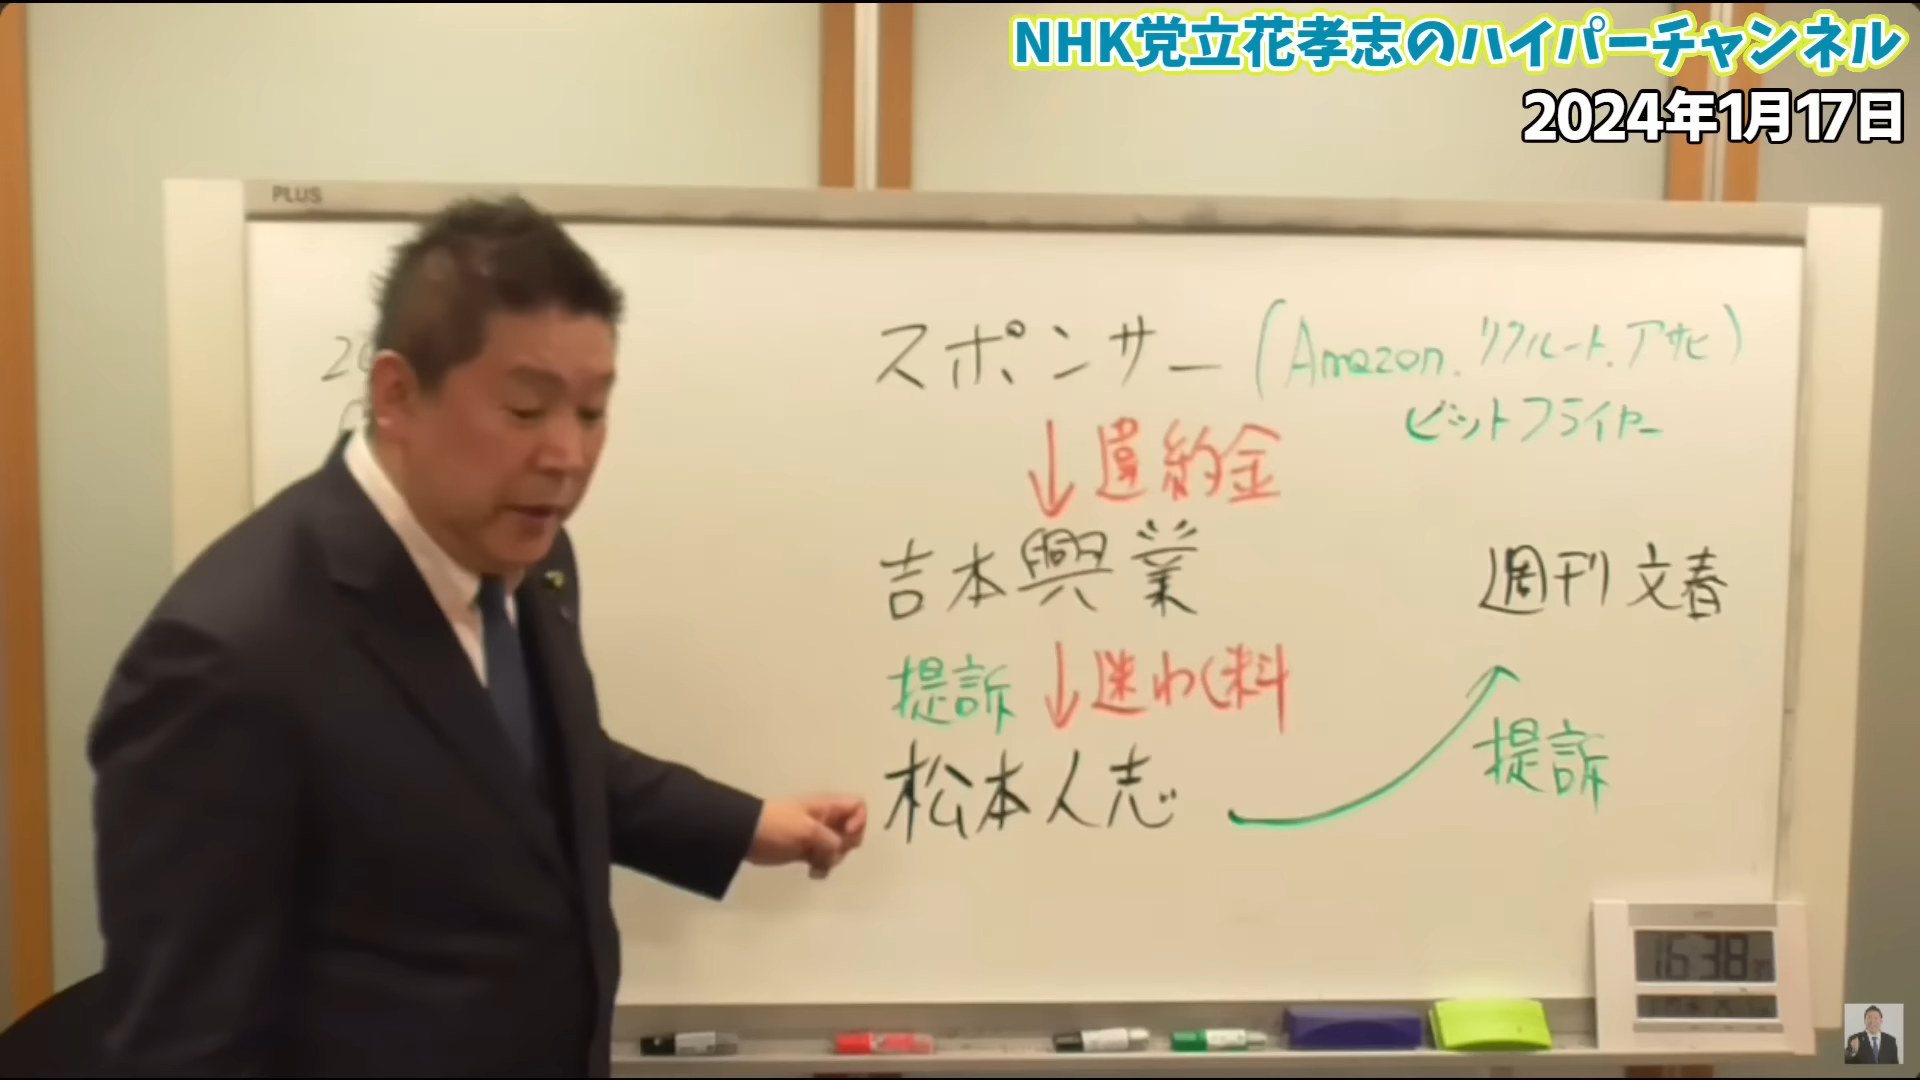 NHK党立花孝志のハイパーチャンネル
2024年1月17日
PLUS
スポンサー(Amazon.リクルート.アサヒ)
ビットフライヤー
↓違約金
吉本興業
週刊文春
提訴↓迷わく料
提訴
松本人志
16:38